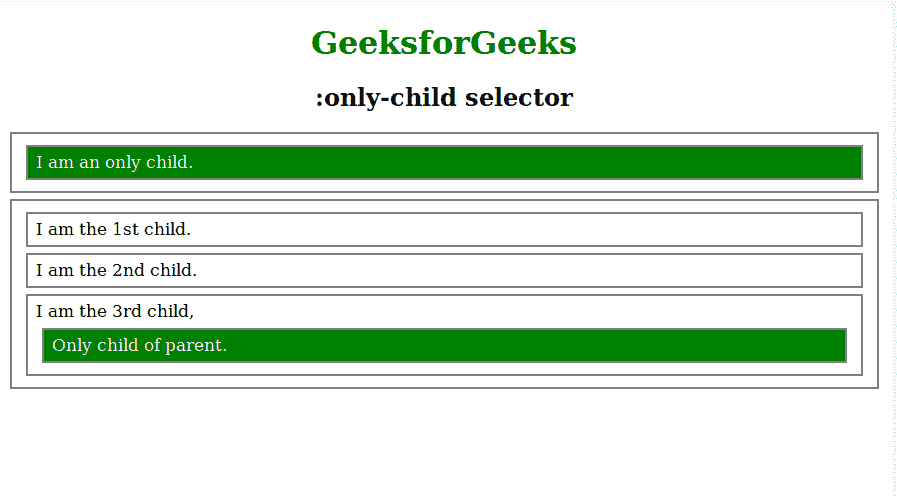 GeeksforGeeks
:only-child selector
I am an only child.
I am the 1st child.
I am the 2nd child.
I am the 3rd child,
Only child of parent.